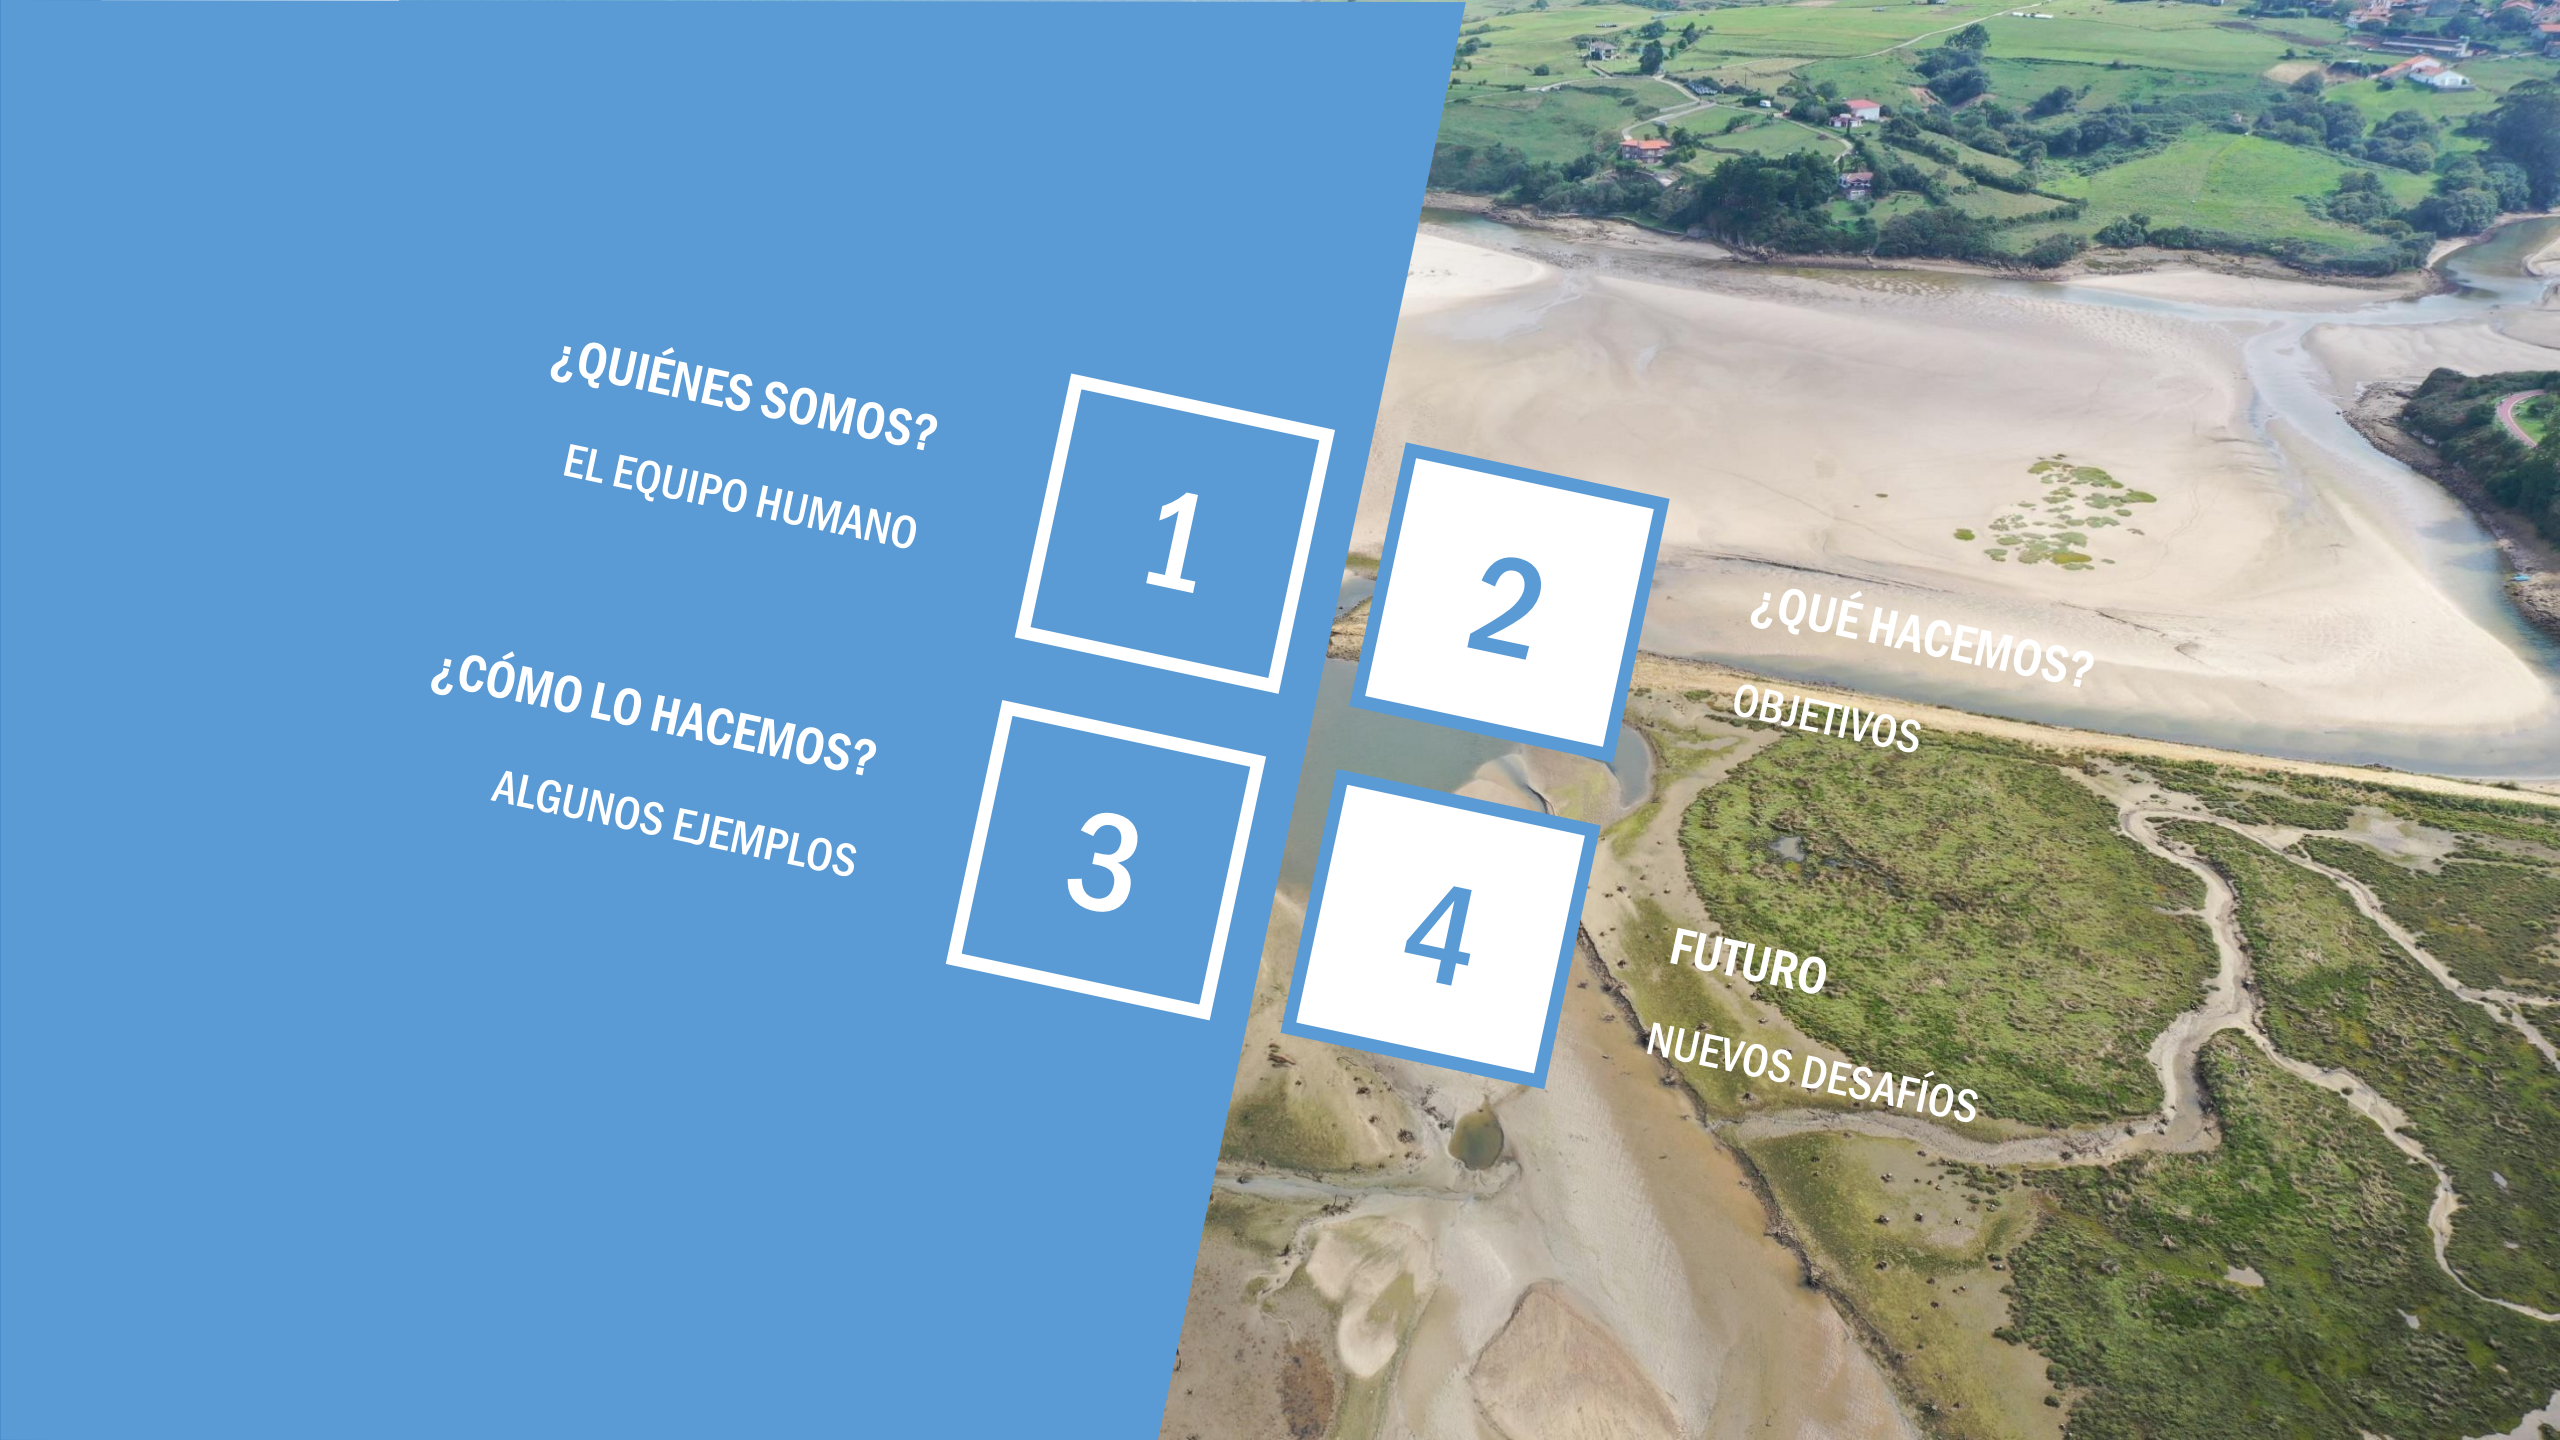 ¿QUIÉNES SOMOS?
EL EQUIPO HUMANO
1
2
¿QUÉ HACEMOS?
OBJETIVOS
¿CÓMO LO HACEMOS?
ALGUNOS EJEMPLOS
3
4
FUTURO
NUEVOS DESAFÍOS